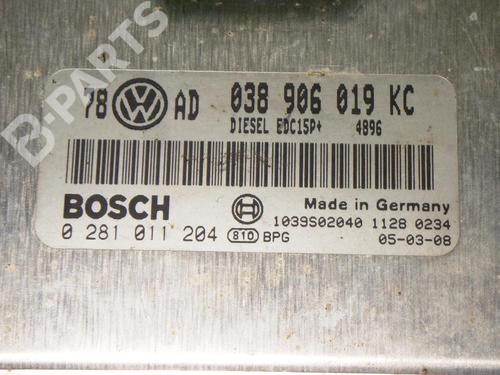 B-PARTS
78 VW AD 038 906 019 KC
DIESEL EDC15P+ 4896
BOSCH
Made in Germany
1039S02040 1128 0234
0 281 011 204 810 BPG 05-03-08